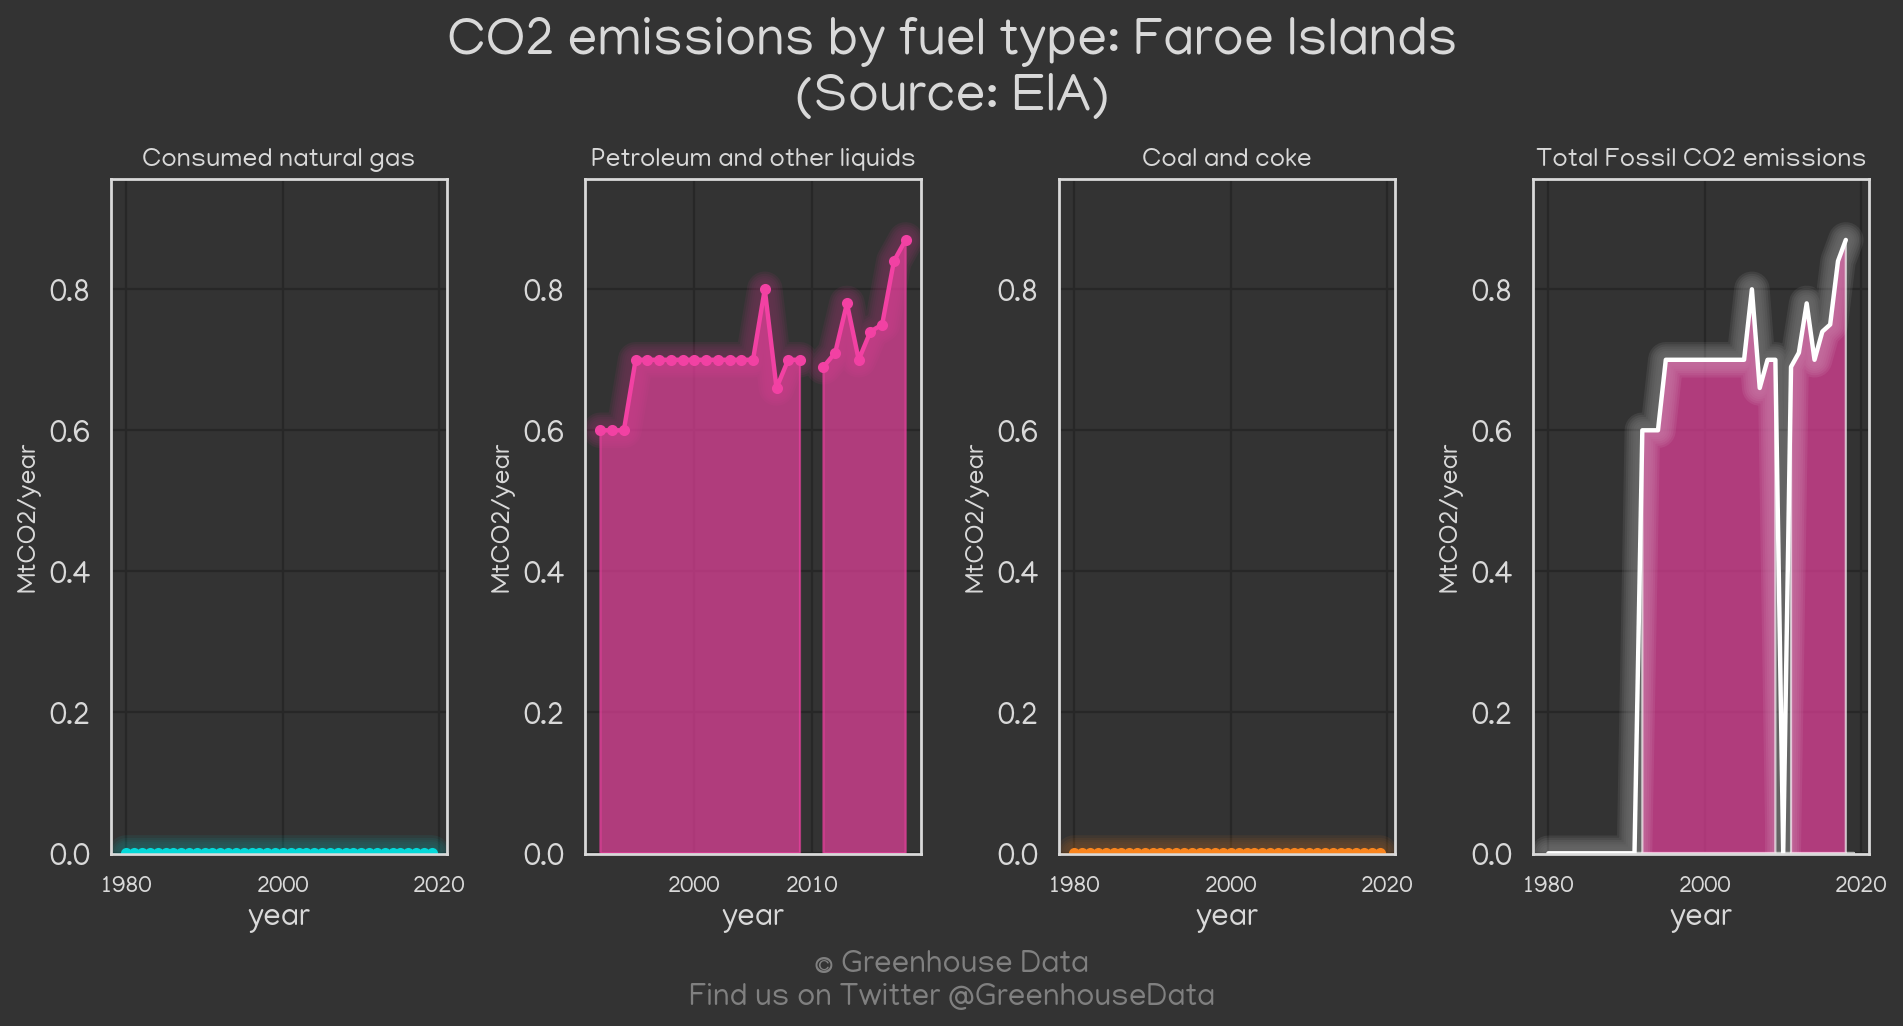 CO2 emissions by fuel type: Faroe Islands
(Source: EIA)
Consumed natural gas
Petroleum and other liquids
Coal and coke
Total Fossil CO2 emissions
MtCO2/year
0.8
0.6
0.4
0.2
0.0
1980 2000 2020
year
MtCO2/year
0.8
0.6
0.4
0.2
0.0
2000 2010
year
MtCO2/year
0.8
0.6
0.4
0.2
0.0
1980 2000 2020
year
MtCO2/year
0.8
0.6
0.4
0.2
0.0
1980 2000 2020
year
© Greenhouse Data
Find us on Twitter @GreenhouseData